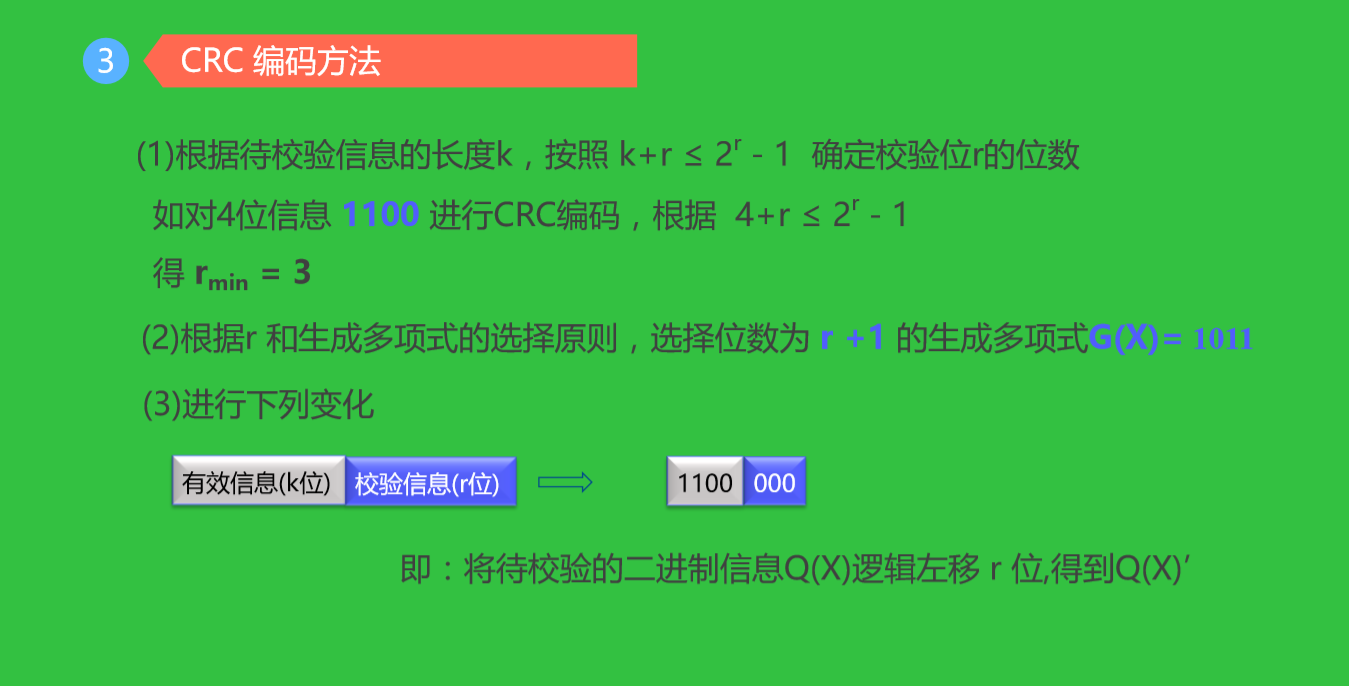 3
CRC 编码方法
(1)根据待校验信息的长度k，按照 k+r ≤ 2ʳ - 1 确定校验位r的位数
如对4位信息 1100 进行CRC编码，根据 4+r ≤ 2ʳ - 1
得 rmin = 3
(2)根据r 和生成多项式的选择原则，选择位数为 r +1 的生成多项式G(X)= 1011
(3)进行下列变化
有效信息(k位) 校验信息(r位) ⇨ 1100 000
即：将待校验的二进制信息Q(X)逻辑左移 r 位,得到Q(X)′